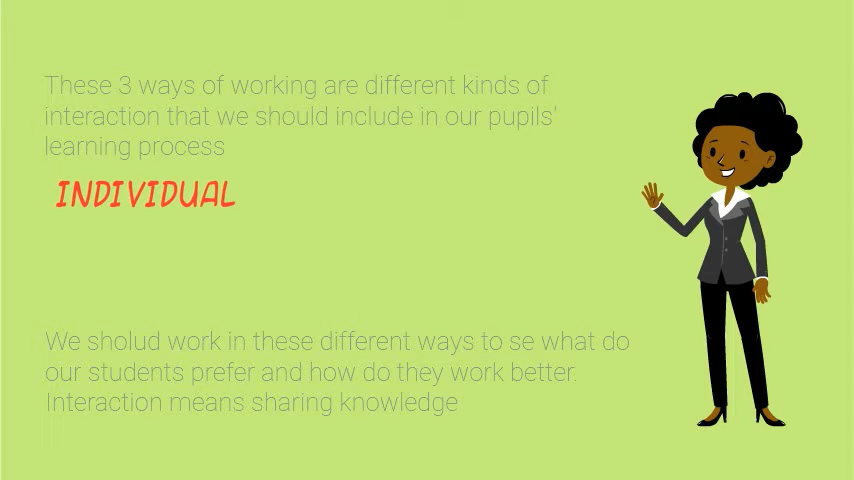 These 3 ways of working are different kinds of
interaction that we should include in our pupils'
learning process
INDIVIDUAL
We sholud work in these different ways to se what do
our students prefer and how do they work better.
Interaction means sharing knowledge